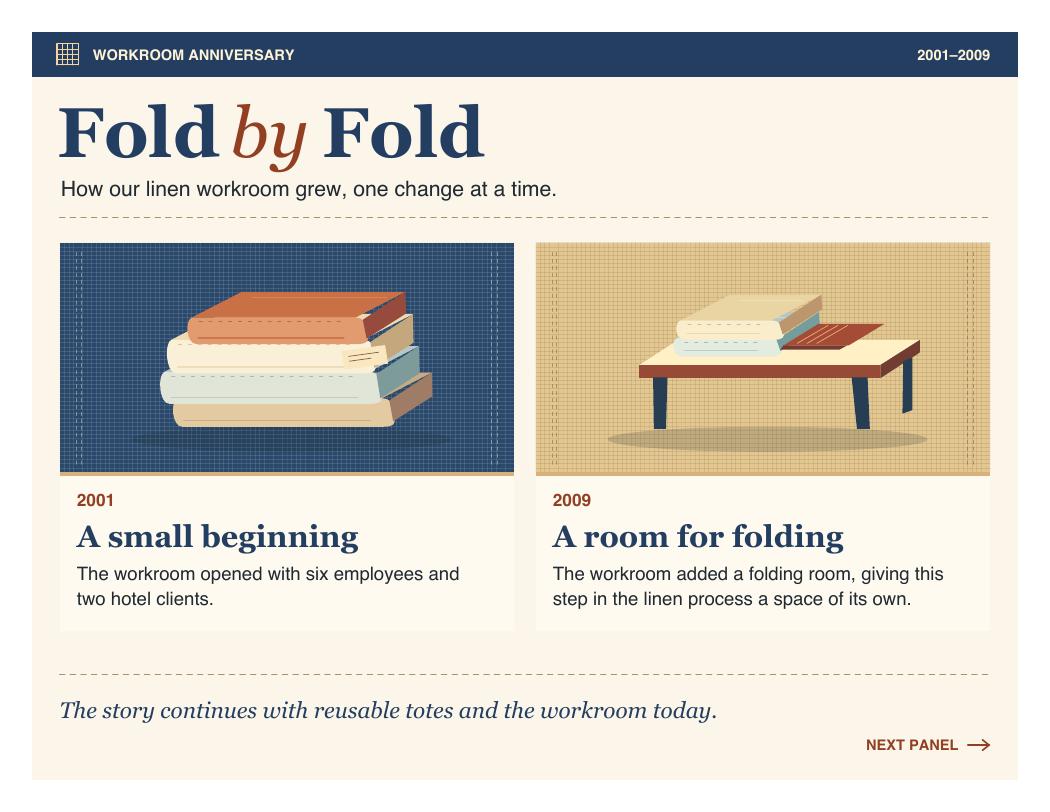 WORKROOM ANNIVERSARY
2001–2009
Fold by Fold
How our linen workroom grew, one change at a time.
2001
A small beginning
The workroom opened with six employees and
two hotel clients.
2009
A room for folding
The workroom added a folding room, giving this
step in the linen process a space of its own.
The story continues with reusable totes and the workroom today.
NEXT PANEL →